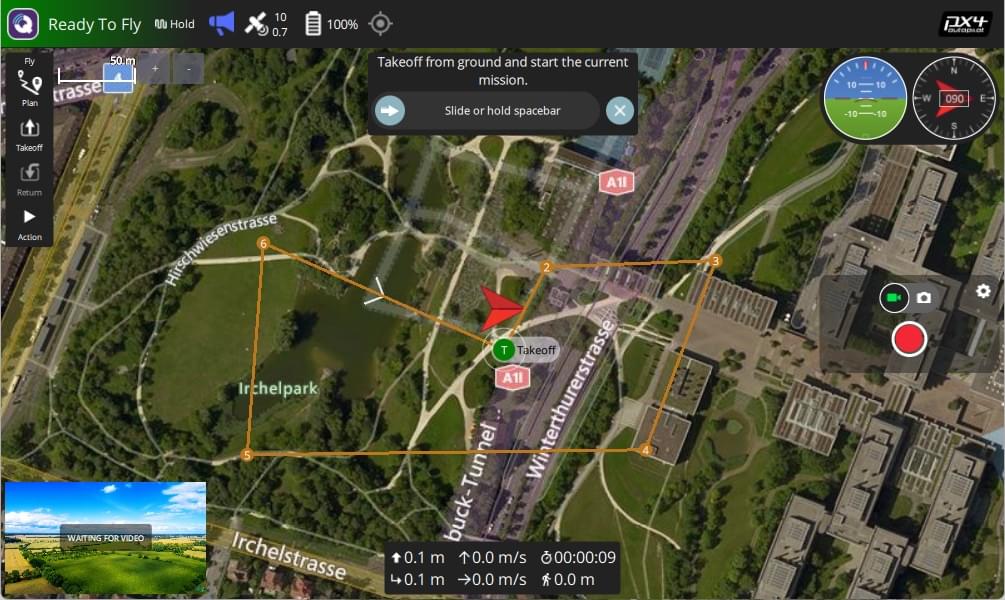 Ready To Fly
Hold
10
0.7
100%
PX4
autopilot
Fly
Plan
Takeoff
Return
Action
50 m
+
-
strasse
Takeoff from ground and start the current
mission.
Slide or hold spacebar
10 10
-10 -10
N
W 090 E
S
A1l
Hirschwiesenstrasse
6
2
3
T Takeoff
A1l
Irchelpark
Winterthurerstrasse
4
5
buck-Tunnel
WAITING FOR VIDEO
Irchelstrasse
0.1 m 0.0 m/s 00:00:09
0.1 m 0.0 m/s 0.0 m